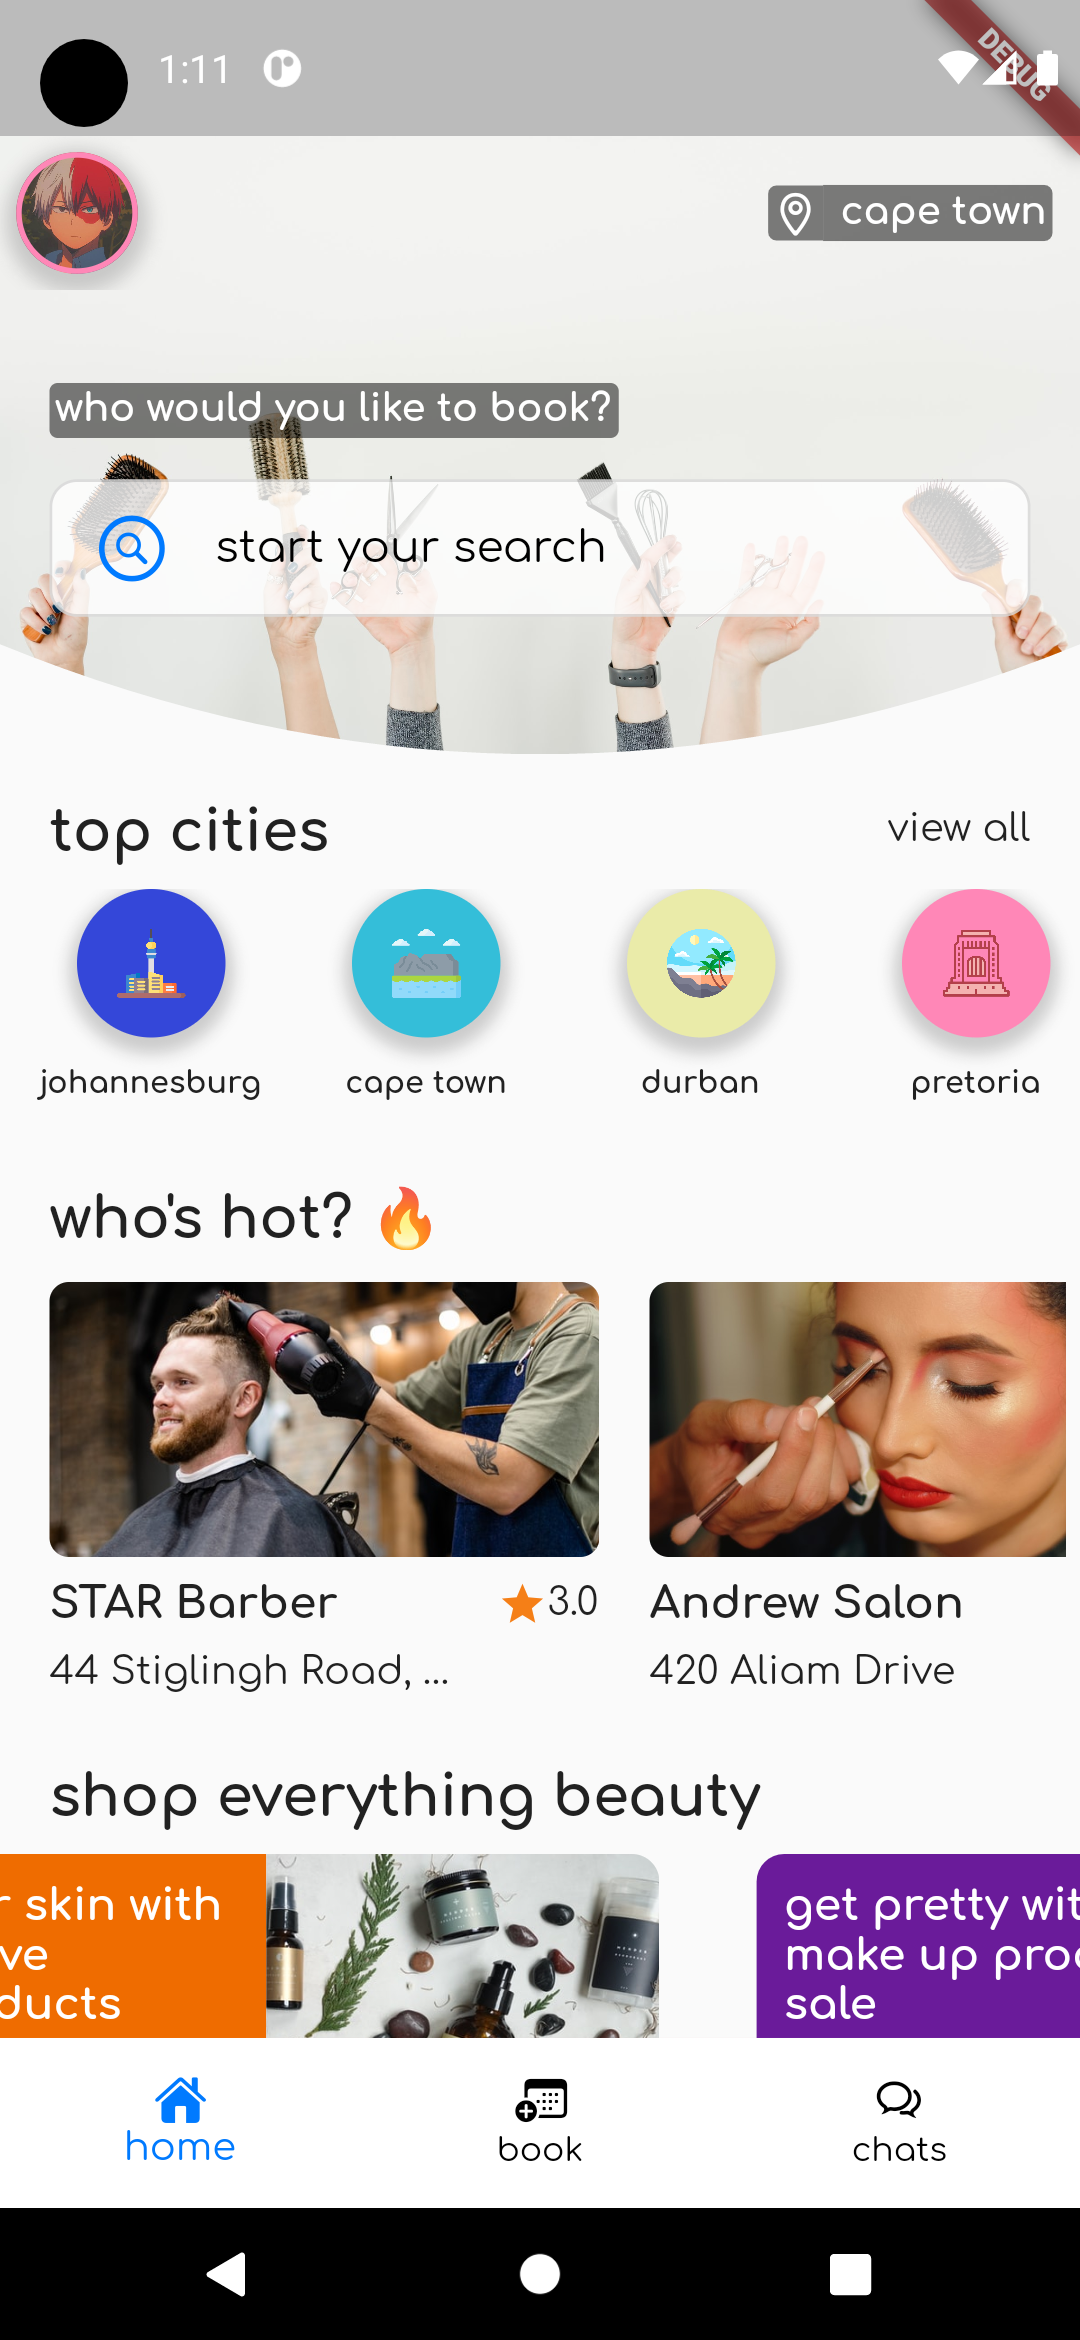 1:11
DEBUG
cape town
who would you like to book?
start your search
top cities
view all
johannesburg
cape town
durban
pretoria
who's hot? 🔥
STAR Barber
3.0
Andrew Salon
44 Stiglingh Road, ...
420 Aliam Drive
shop everything beauty
r skin with
ve
ducts
get pretty wit
make up pro
sale
home
book
chats